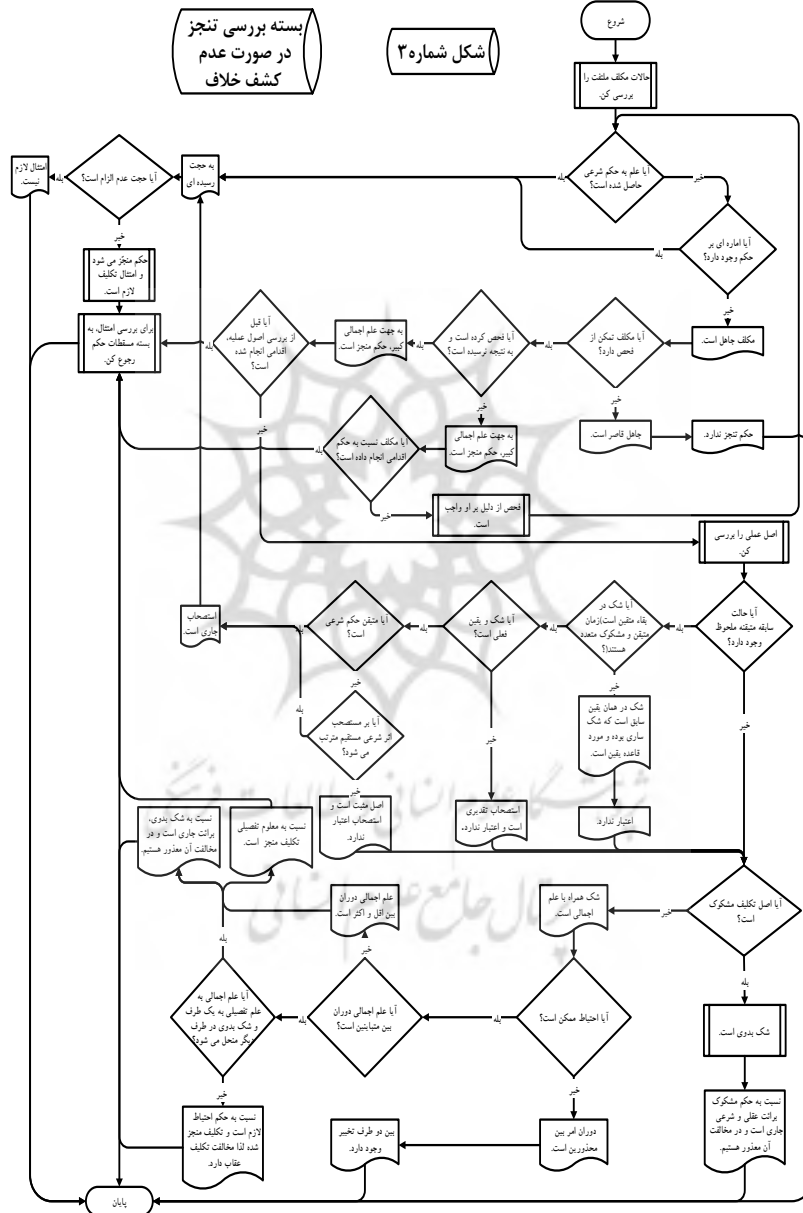 بسته بررسی تنجز
در صورت عدم
کشف خلاف
شکل شماره۳
شروع
حالات مکلف ملتفت را
بررسی کن.
آیا علم به حکم شرعی
حاصل شده است؟
بله
خیر
به حجت
رسیده ای
آیا حجت عدم الزام است؟
بله
امتثال لازم
نیست.
خیر
حکم منجّز می شود
و امتثال تکلیف
لازم است.
برای بررسی امتثال، به
بسته مسقطات حکم
رجوع کن.
آیا اماره ای بر
حکم وجود دارد؟
بله
خیر
مکلف جاهل است.
آیا مکلف تمکن از
فحص دارد؟
بله
خیر
جاهل قاصر است.
حکم تنجز ندارد.
آیا فحص کرده است و
به نتیجه نرسیده است؟
بله
خیر
به جهت علم اجمالی
کبیر، حکم منجز است.
آیا قبل
از بررسی اصول عملیه،
اقدامی انجام شده
است؟
بله
خیر
به جهت علم اجمالی
کبیر، حکم منجز است.
آیا مکلف نسبت به حکم
اقدامی انجام داده است؟
بله
خیر
فحص از دلیل بر او واجب
است.
اصل عملی را بررسی
کن.
آیا حالت
سابقه متیقنه ملحوظ
وجود دارد؟
بله
خیر
آیا شک در
بقاء متقین است)زمان
متیقن و مشکوک متعدد
هستند(؟
بله
خیر
شک در همان یقین
سابق است که شک
ساری بوده و مورد
قاعده یقین است.
اعتبار ندارد.
آیا شک و یقین
فعلی است؟
بله
خیر
استصحاب تقدیری
است و اعتبار ندارد.
آیا متیقن حکم شرعی
است؟
بله
خیر
استصحاب
جاری است.
آیا بر مستصحب
اثر شرعی مستقیم مترتب
می شود؟
بله
خیر
اصل مثبت است و
استصحاب اعتبار
ندارد.
آیا اصل تکلیف مشکوک
است؟
خیر
بله
شک بدوی است.
نسبت به حکم مشکوک
برائت عقلی و شرعی
جاری است و در مخالفت
آن معذور هستیم.
شک همراه با علم
اجمالی است.
آیا احتیاط ممکن است؟
بله
خیر
دوران امر بین
محذورین است.
بین دو طرف تخییر
وجود دارد.
آیا علم اجمالی دوران
بین متباینین است؟
بله
خیر
علم اجمالی دوران
بین اقل و اکثر است.
آیا علم اجمالی به
علم تفصیلی به یک طرف
و شک بدوی در طرف
دیگر منحل می شود؟
بله
خیر
نسبت به معلوم تفصیلی
تکلیف منجز است.
نسبت به شک بدوی،
برائت جاری است و در
مخالفت آن معذور هستیم.
نسبت به حکم احتیاط
لازم است و تکلیف منجز
شده لذا مخالفت تکلیف
عقاب دارد.
پایان
پژوهشگاه علوم انسانی و مطالعات فرهنگی
پرتال جامع علوم انسانی